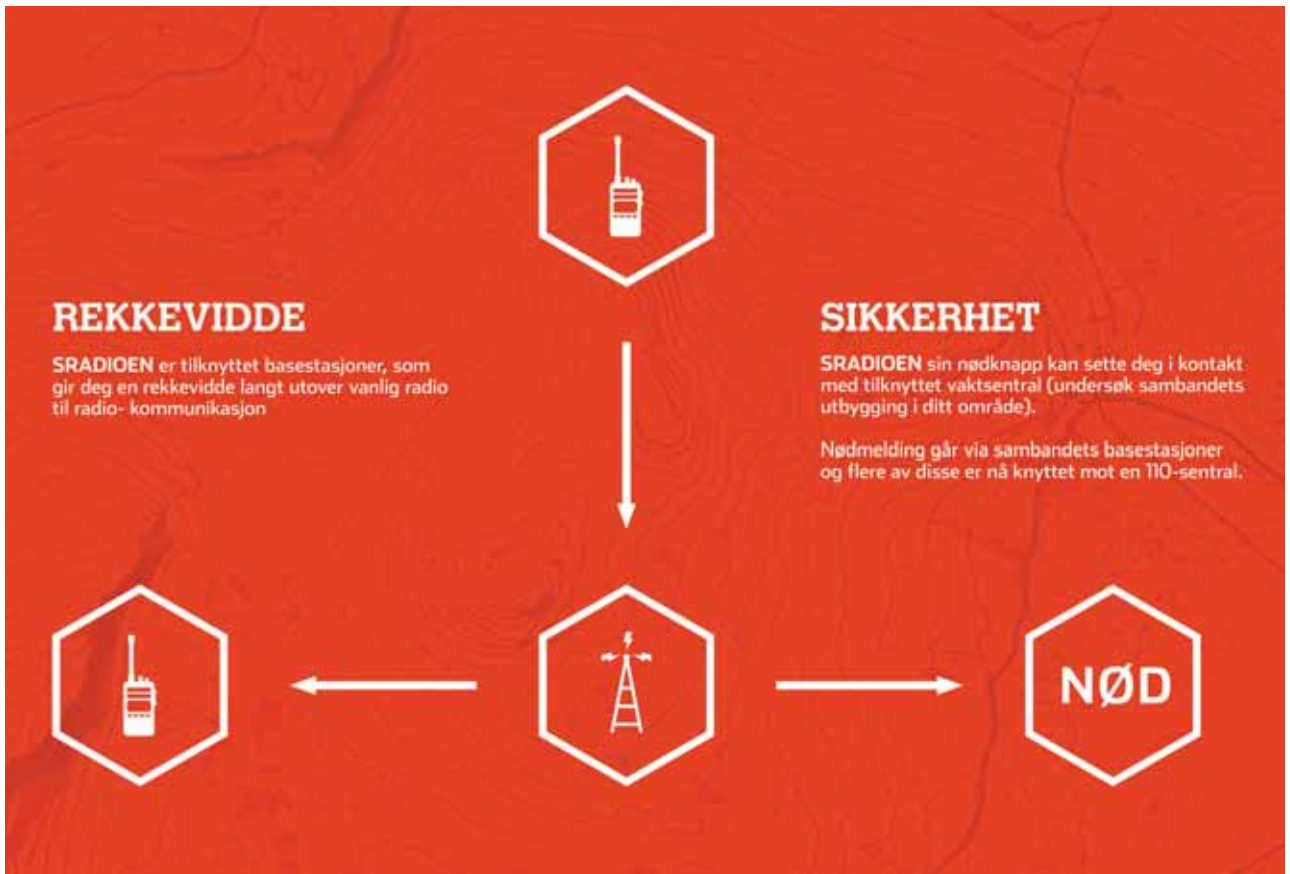 REKKEVIDDE
SRADIOEN er tilknyttet basestasjoner, som
gir deg en rekkevidde langt utover vanlig radio
til radio- kommunikasjon
SIKKERHET
SRADIOEN sin nødknapp kan sette deg i kontakt
med tilknyttet vaktsentral (undersøk sambandets
utbygging i ditt område).
Nødmelding går via sambandets basestasjoner
og flere av disse er nå knyttet mot en 110-sentral.
NØD